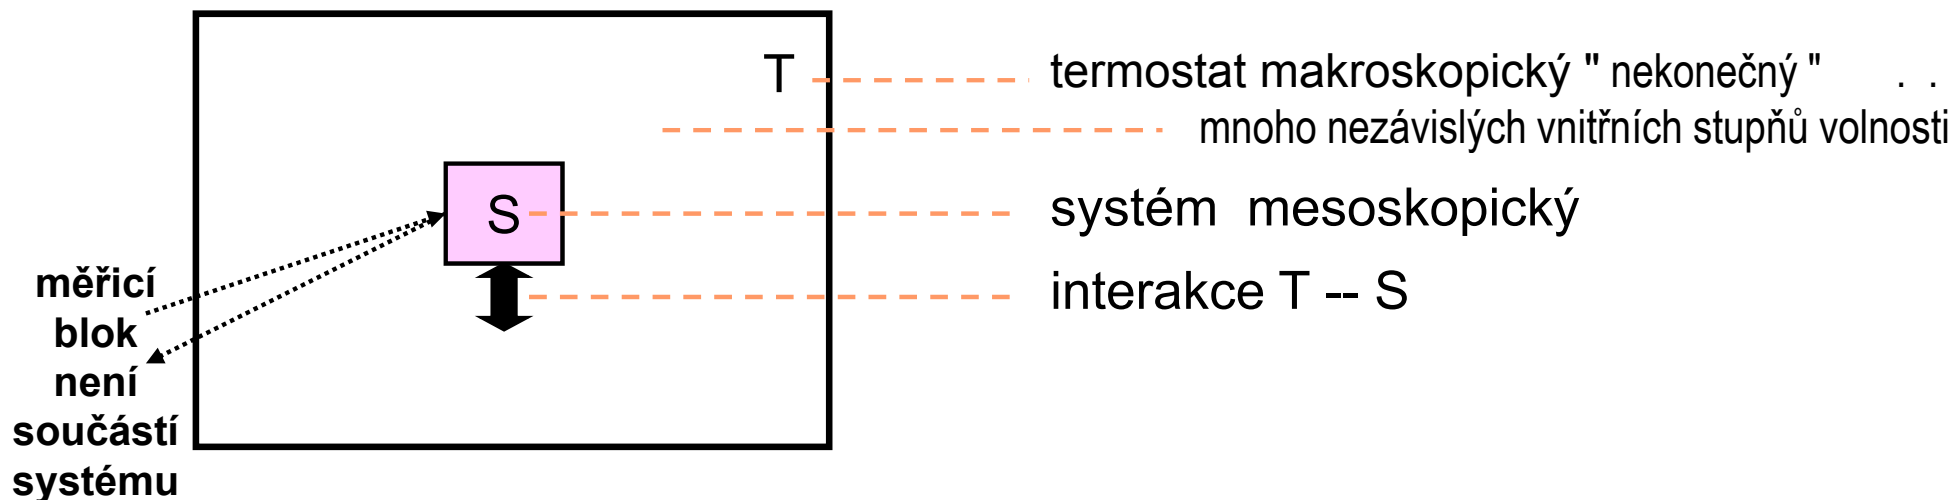 T
termostat makroskopický " nekonečný " . .
mnoho nezávislých vnitřních stupňů volnosti
S
systém mesoskopický
interakce T -- S
měřicí
blok
není
součástí
systému